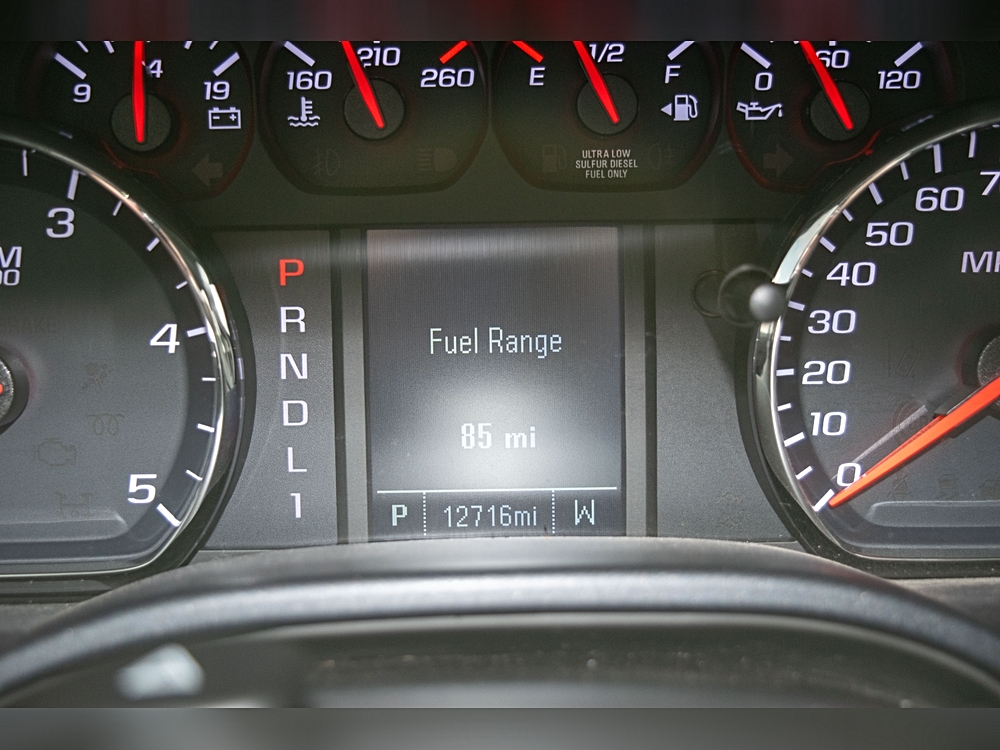 9 14 19
160 210 260
E 1/2 F
0 60 120
ULTRA LOW
SULFUR DIESEL
FUEL ONLY
3
4
5
P
R
N
D
L
1
Fuel Range
85 mi
P 12716mi W
60
50
40
30
20
10
0